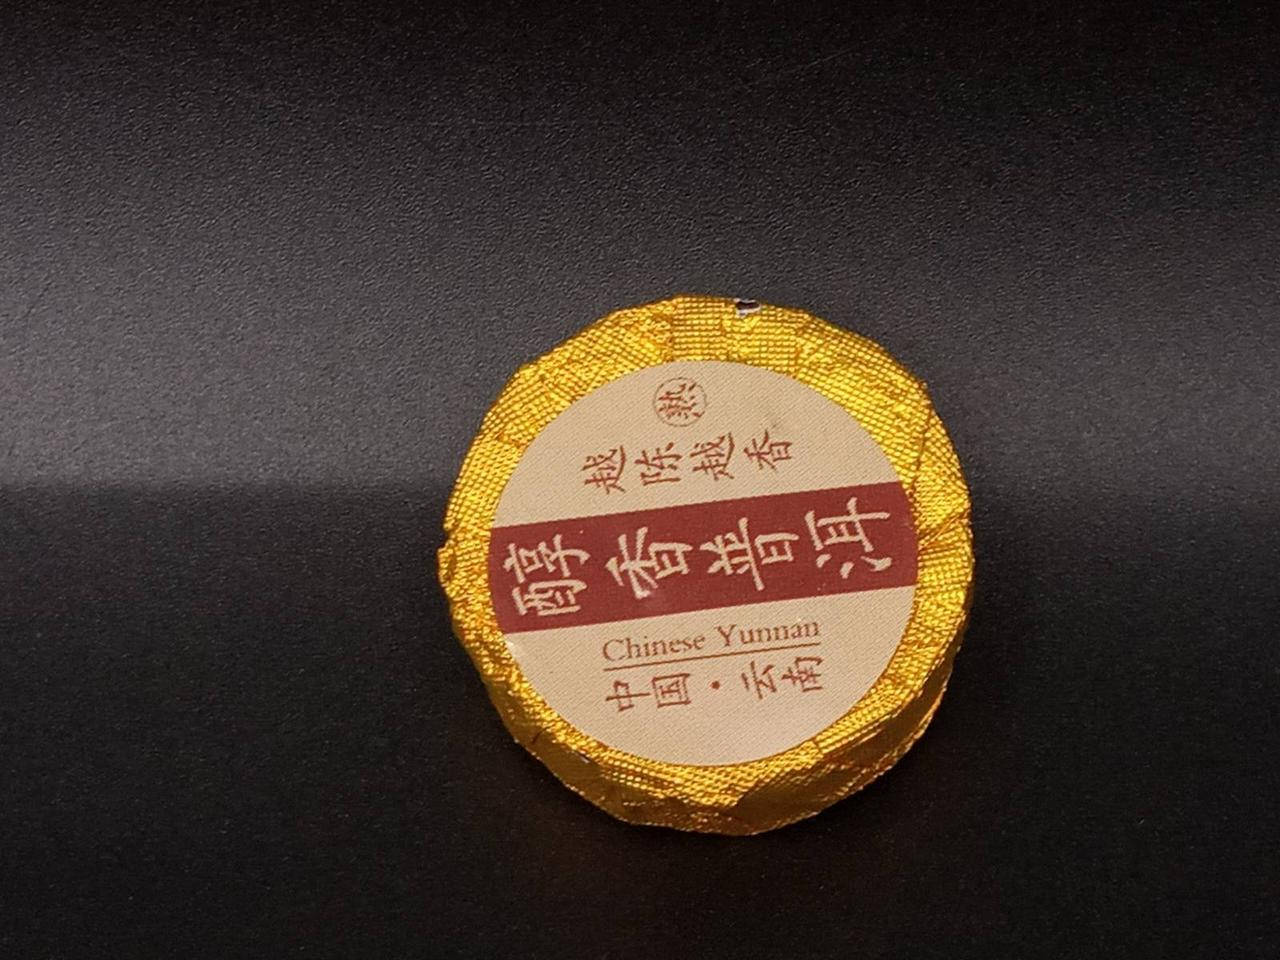 熟
越陈越香
醇香普洱
Chinese Yunnan
中国·云南